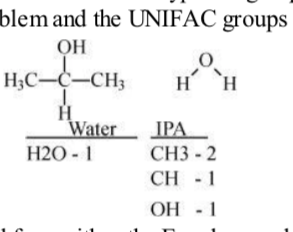 blem and the UNIFAC groups
OH
H₃C—C—CH₃
H
O
H H
Water IPA
H2O - 1 CH3 - 2
CH - 1
OH - 1